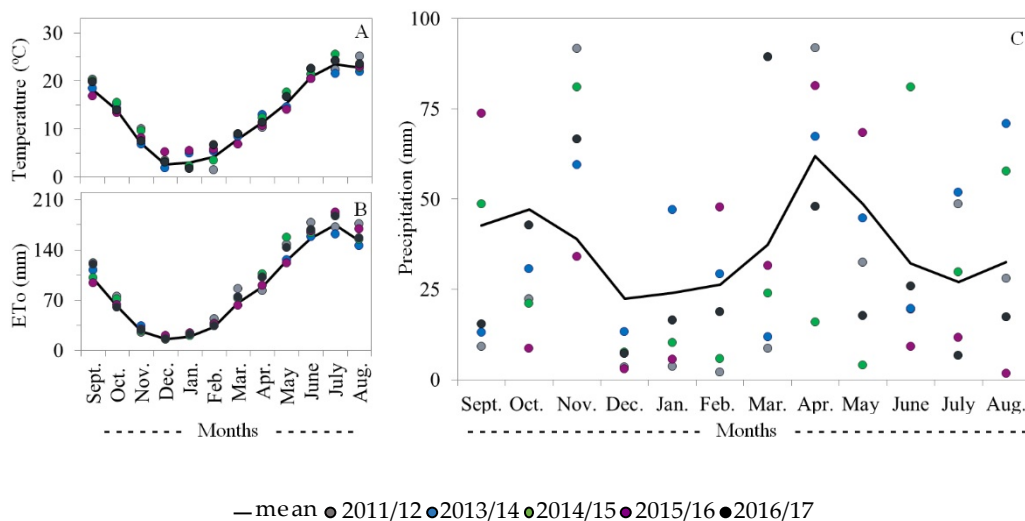 A
Temperature (ºC)
30
20
10
0
B
ETo (mm)
210
140
70
0
Sept. Oct. Nov. Dec. Jan. Feb. Mar. Apr. May June July Aug.
Months
C
Precipitation (mm)
100
75
50
25
0
Sept. Oct. Nov. Dec. Jan. Feb. Mar. Apr. May June July Aug.
Months
mean 2011/12 2013/14 2014/15 2015/16 2016/17